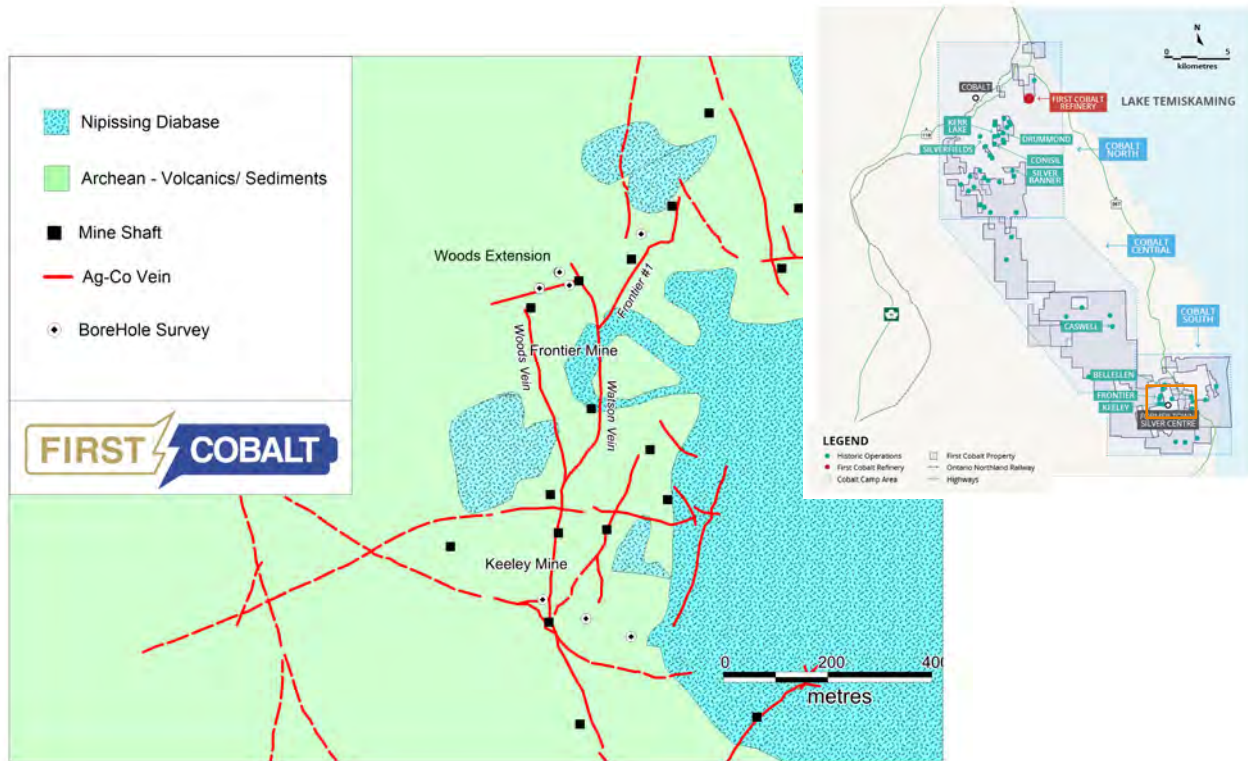 Nipissing Diabase
Archean - Volcanics/ Sediments
Mine Shaft
Ag-Co Vein
BoreHole Survey
FIRST COBALT
Woods Extension
Frontier #1
Frontier Mine
Woods Vein
Watson Vein
Keeley Mine
0 200 400
metres
N
0 5
kilometres
COBALT
LAKE TEMISKAMING
FIRST COBALT
REFINERY
KERR
LAKE
DRUMMOND
SILVERFIELDS
COBALT
NORTH
CONISIL
SILVER
BANNER
COBALT
CENTRAL
COBALT
SOUTH
CASWELL
BELLELLEN
FRONTIER
KEELEY
SILVER CENTRE
LEGEND
Historic Operations
First Cobalt Refinery
Cobalt Camp Area
First Cobalt Property
Ontario Northland Railway
Highways